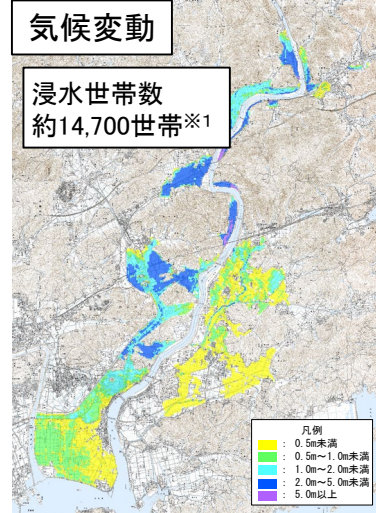 気候変動
浸水世帯数
約14,700世帯※1
凡例
： 0.5m未満
： 0.5m～1.0m未満
： 1.0m～2.0m未満
： 2.0m～5.0m未満
： 5.0m以上